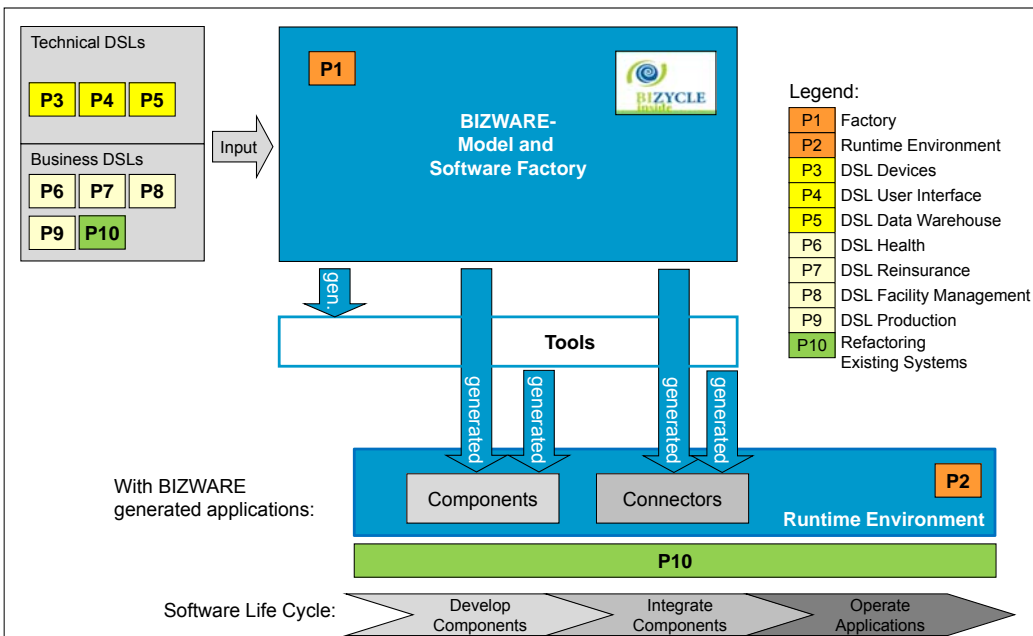 Technical DSLs
P3 P4 P5
Business DSLs
P6 P7 P8
P9 P10
Input
P1
BIZYCLE
inside
BIZWARE-
Model and
Software Factory
Legend:
P1 Factory
P2 Runtime Environment
P3 DSL Devices
P4 DSL User Interface
P5 DSL Data Warehouse
P6 DSL Health
P7 DSL Reinsurance
P8 DSL Facility Management
P9 DSL Production
P10 Refactoring
Existing Systems
gen.
Tools
generated
generated
generated
generated
With BIZWARE
generated applications:
Components
Connectors
P2
Runtime Environment
P10
Software Life Cycle:
Develop
Components
Integrate
Components
Operate
Applications